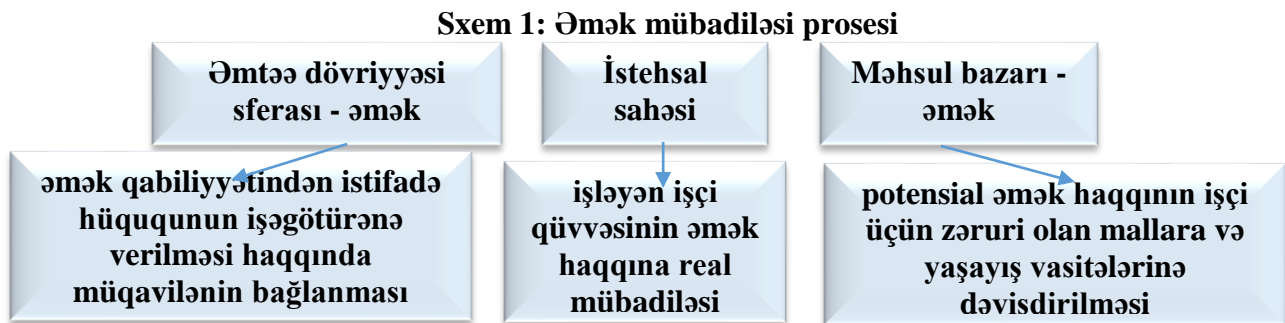 Sxem 1: Əmək mübadiləsi prosesi
Əmtəə dövriyyəsi
sferası - əmək
İstehsal
sahəsi
Məhsul bazarı -
əmək
əmək qabiliyyətindən istifadə
hüququnun işəgötürənə
verilməsi haqqında
müqavilənin bağlanması
işləyən işçi
qüvvəsinin əmək
haqqına real
mübadiləsi
potensial əmək haqqının işçi
üçün zəruri olan mallara və
yaşayış vasitələrinə
dəvisdirilməsi